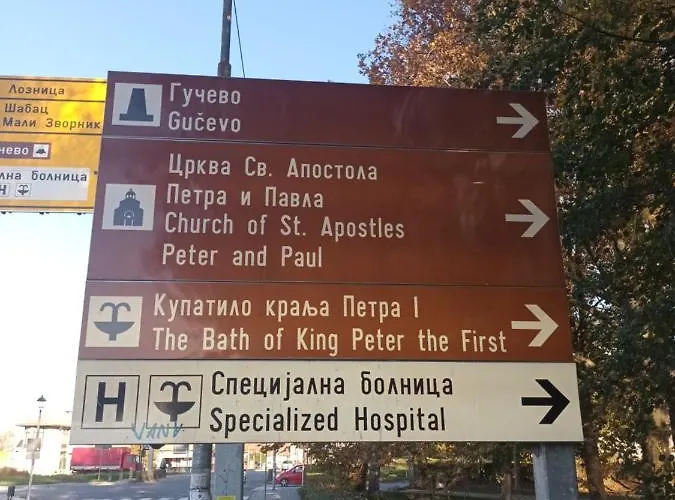 Лозница
Шабац
Мали Зворник
чево
лна болница
Гучево
Gučevo
Црква Св. Апостола
Петра и Павла
Church of St. Apostles
Peter and Paul
Купатило краља Петра I
The Bath of King Peter the First
H
Специјална болница
Specialized Hospital